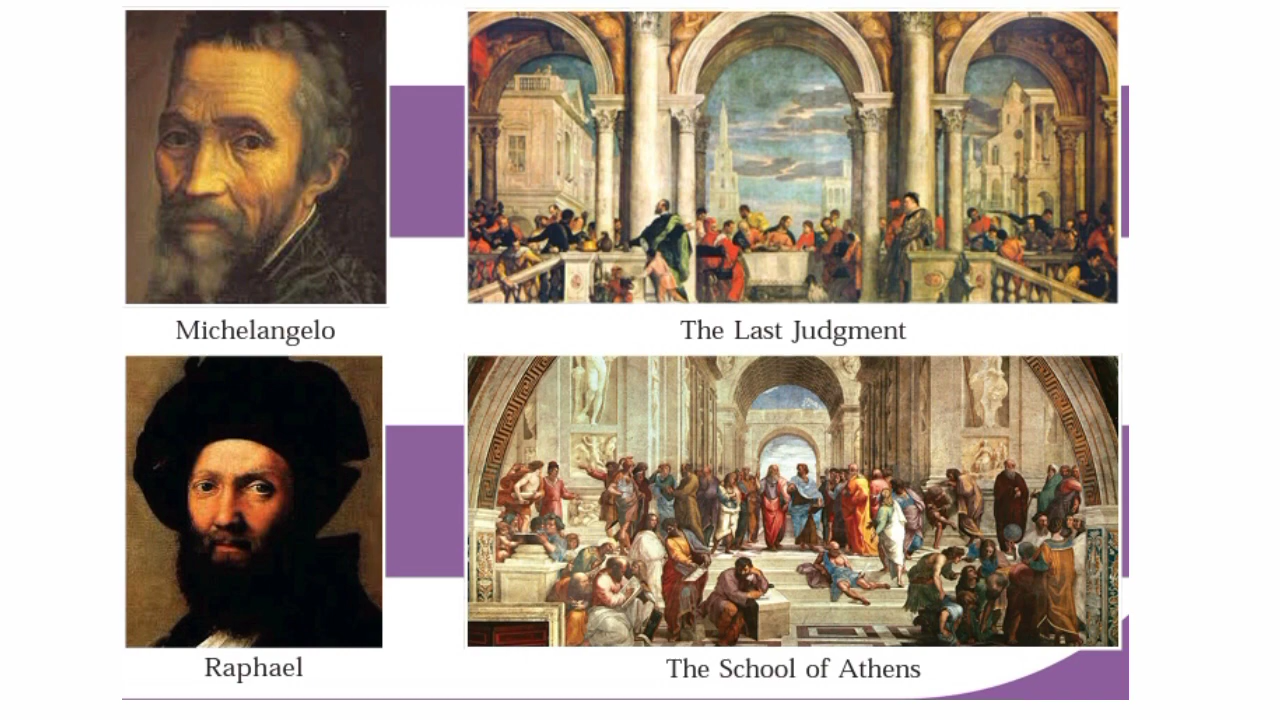 Michelangelo
The Last Judgment
Raphael
The School of Athens